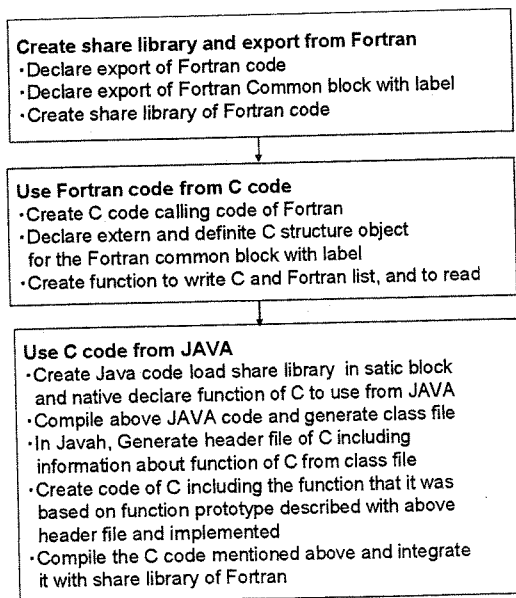 Create share library and export from Fortran
･Declare export of Fortran code
･Declare export of Fortran Common block with label
･Create share library of Fortran code
Use Fortran code from C code
･Create C code calling code of Fortran
･Declare extern and definite C structure object
for the Fortran common block with label
･Create function to write C and Fortran list, and to read
Use C code from JAVA
･Create Java code load share library in satic block
and native declare function of C to use from JAVA
･Compile above JAVA code and generate class file
･In Javah, Generate header file of C including
information about function of C from class file
･Create code of C including the function that it was
based on function prototype described with above
header file and implemented
･Compile the C code mentioned above and integrate
it with share library of Fortran